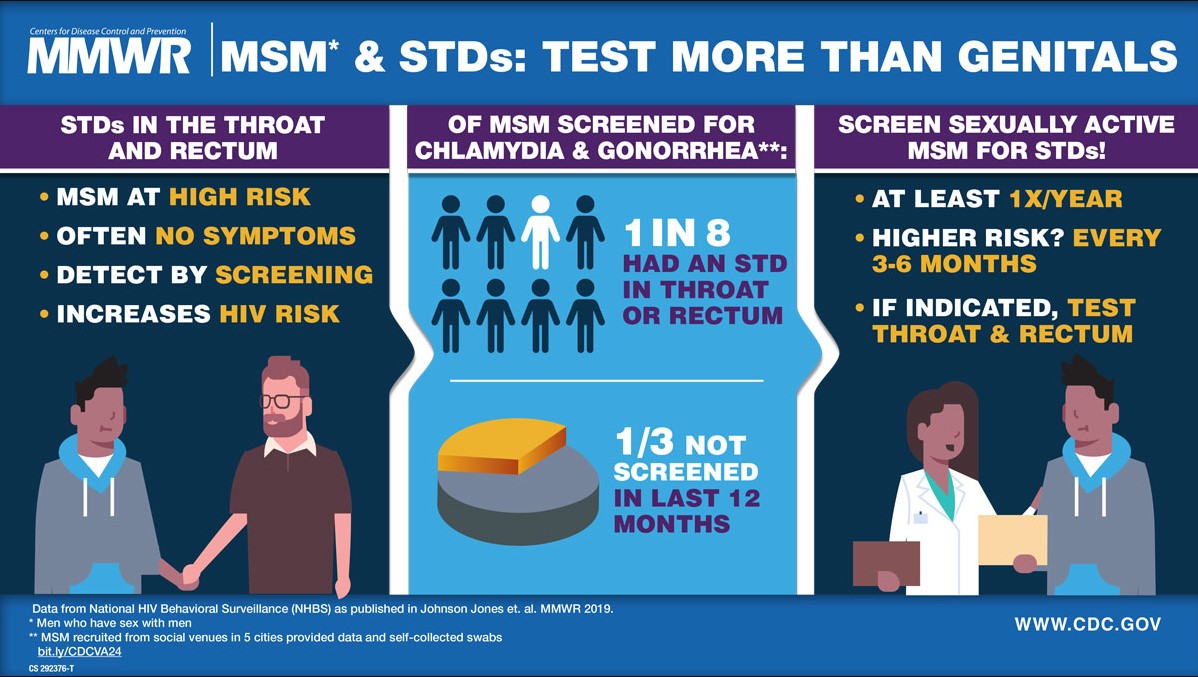 Centers for Disease Control and Prevention
MMWR
MSM* & STDs: TEST MORE THAN GENITALS
STDs IN THE THROAT
AND RECTUM
• MSM AT HIGH RISK
• OFTEN NO SYMPTOMS
• DETECT BY SCREENING
• INCREASES HIV RISK
OF MSM SCREENED FOR
CHLAMYDIA & GONORRHEA**:
1 IN 8
HAD AN STD
IN THROAT
OR RECTUM
1/3 NOT
SCREENED
IN LAST 12
MONTHS
SCREEN SEXUALLY ACTIVE
MSM FOR STDs!
• AT LEAST 1X/YEAR
• HIGHER RISK? EVERY
3-6 MONTHS
• IF INDICATED, TEST
THROAT & RECTUM
Data from National HIV Behavioral Surveillance (NHBS) as published in Johnson Jones et. al. MMWR 2019.
* Men who have sex with men
** MSM recruited from social venues in 5 cities provided data and self-collected swabs
bit.ly/CDCVA24
CS 292376-T
WWW.CDC.GOV